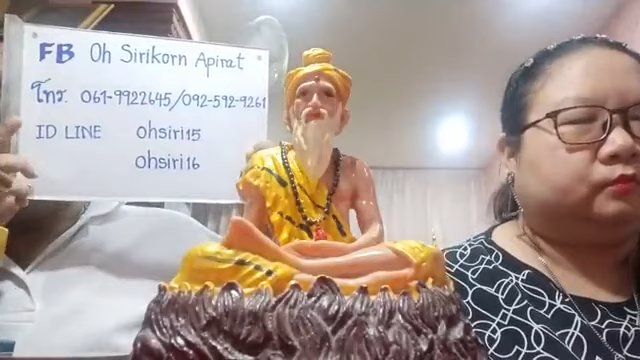 FB Oh Sirikorn Apirat
โทร. 061-9922645/092-592-9261
ID LINE ohsiri15
ohsiri16